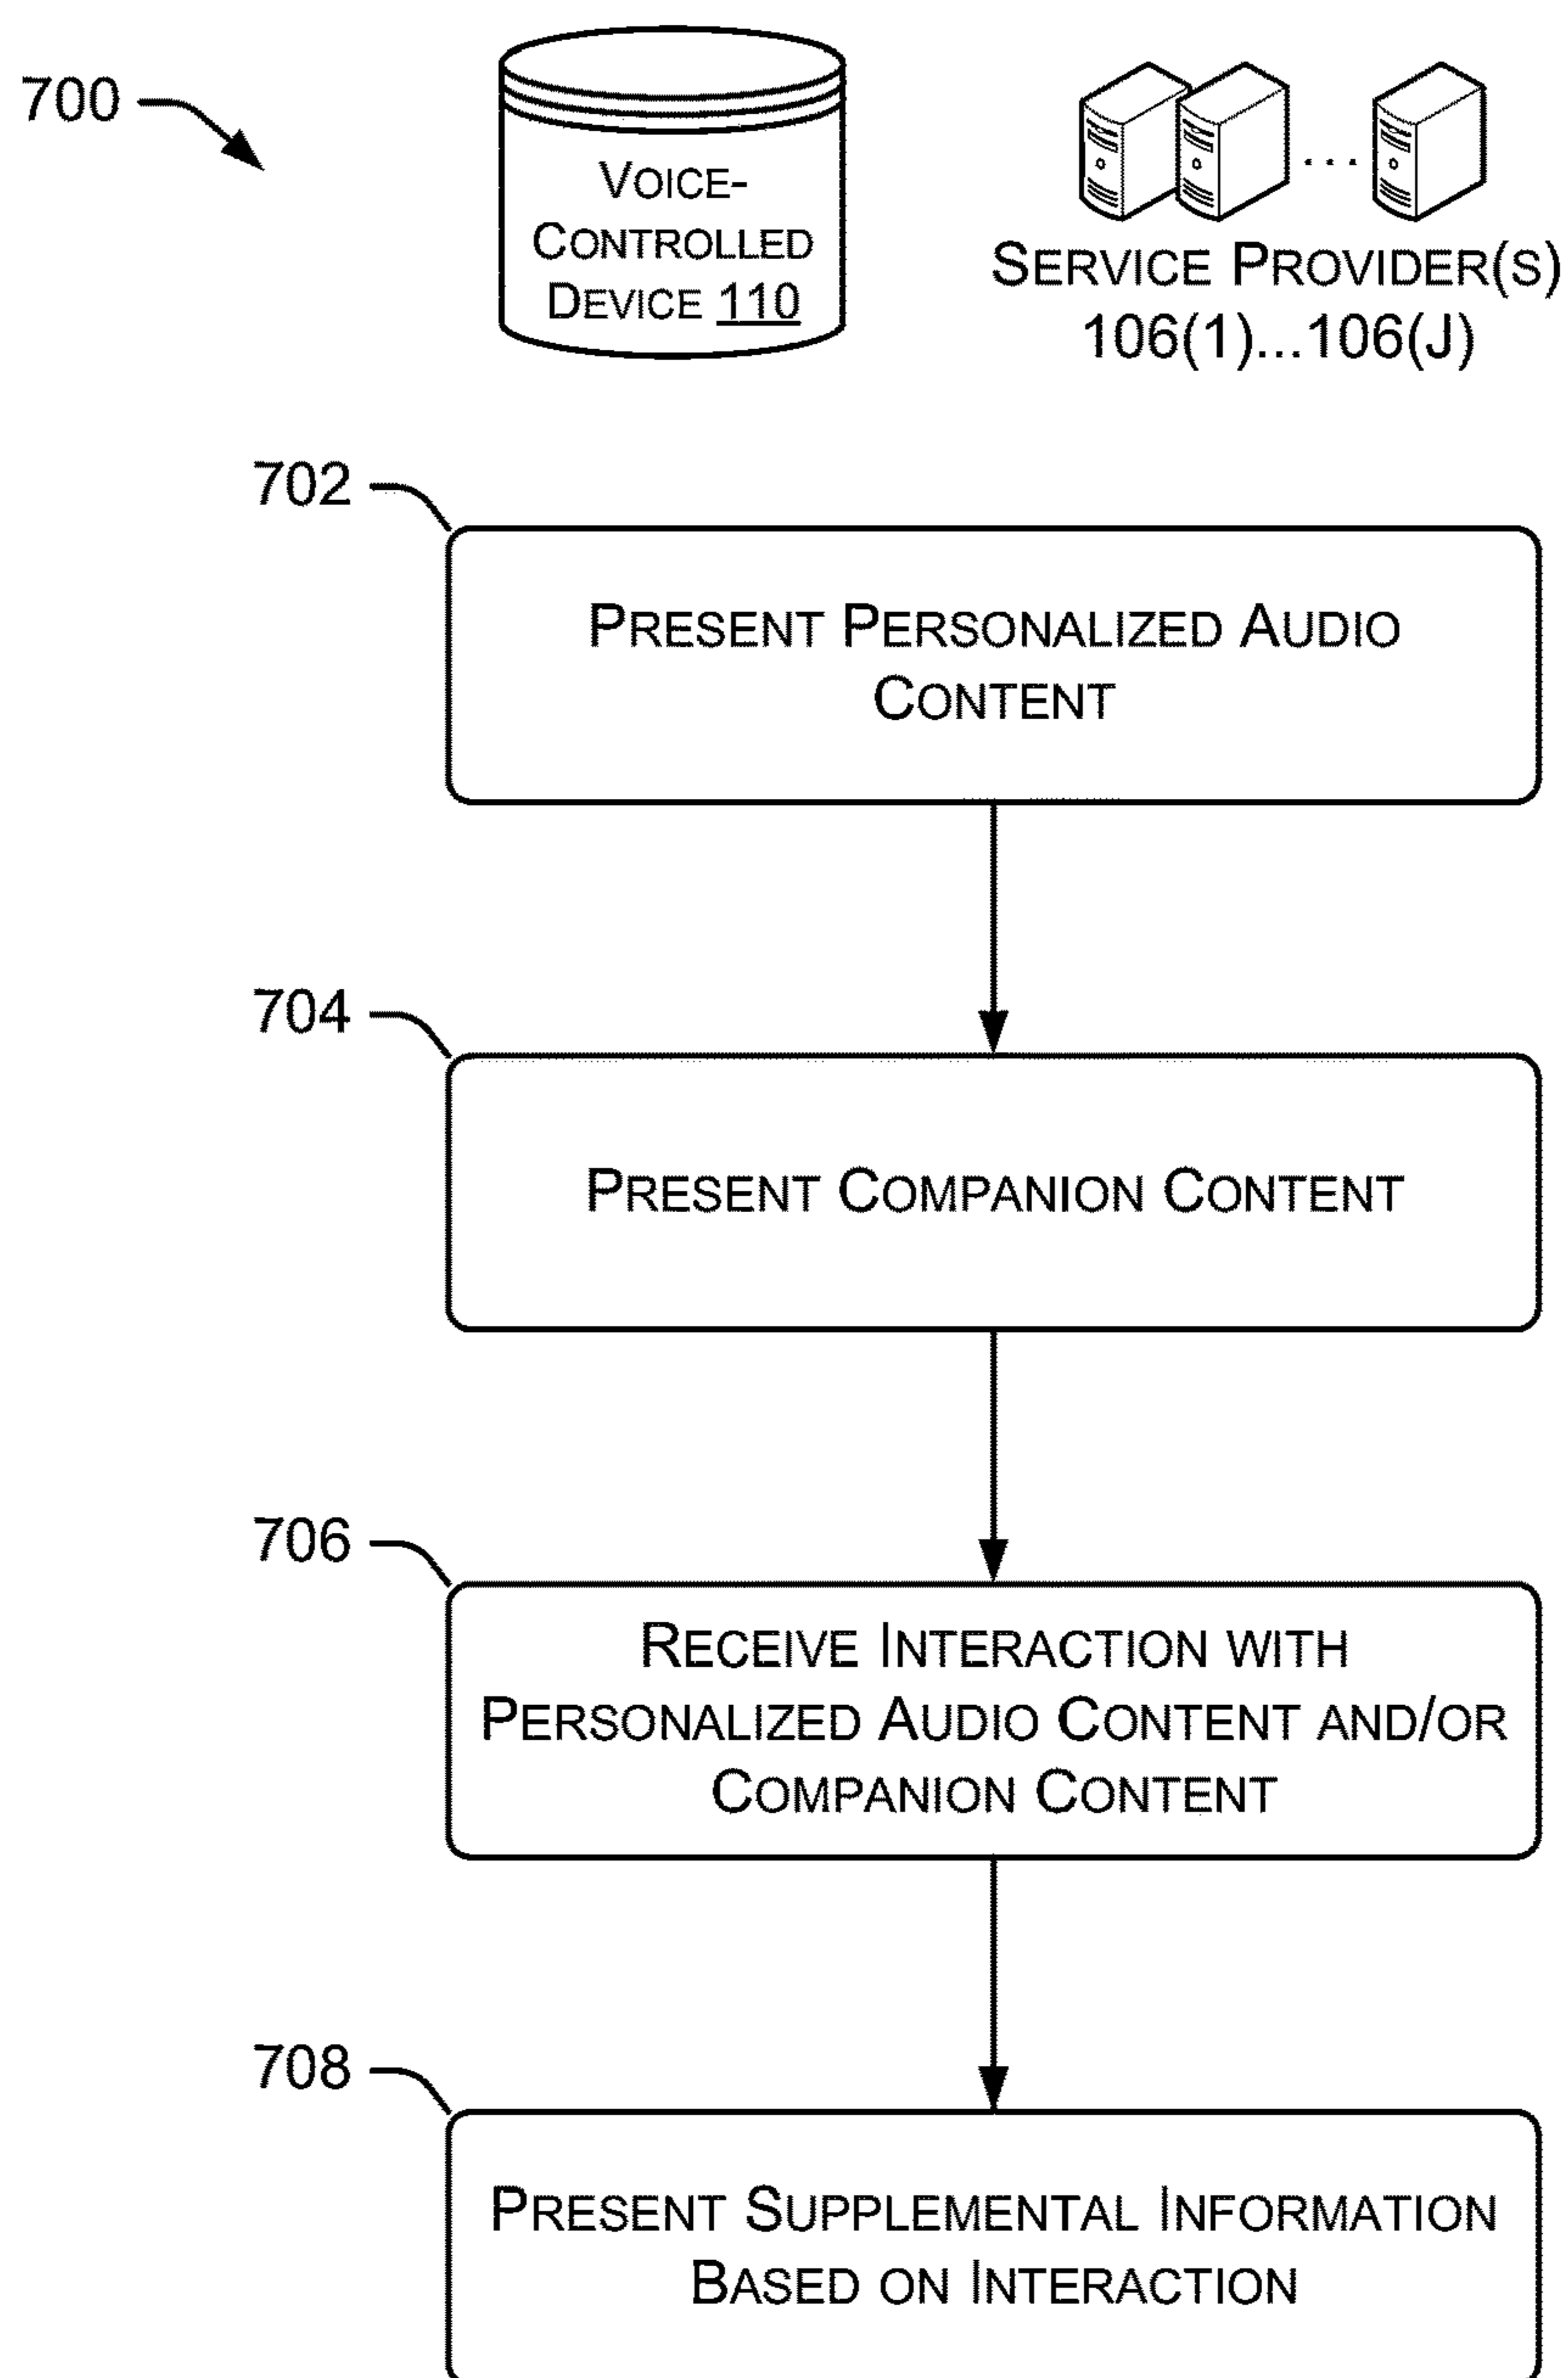 700
VOICE-
CONTROLLED
DEVICE 110
...
SERVICE PROVIDER(S)
106(1)...106(J)
702
PRESENT PERSONALIZED AUDIO
CONTENT
704
PRESENT COMPANION CONTENT
706
RECEIVE INTERACTION WITH
PERSONALIZED AUDIO CONTENT AND/OR
COMPANION CONTENT
708
PRESENT SUPPLEMENTAL INFORMATION
BASED ON INTERACTION